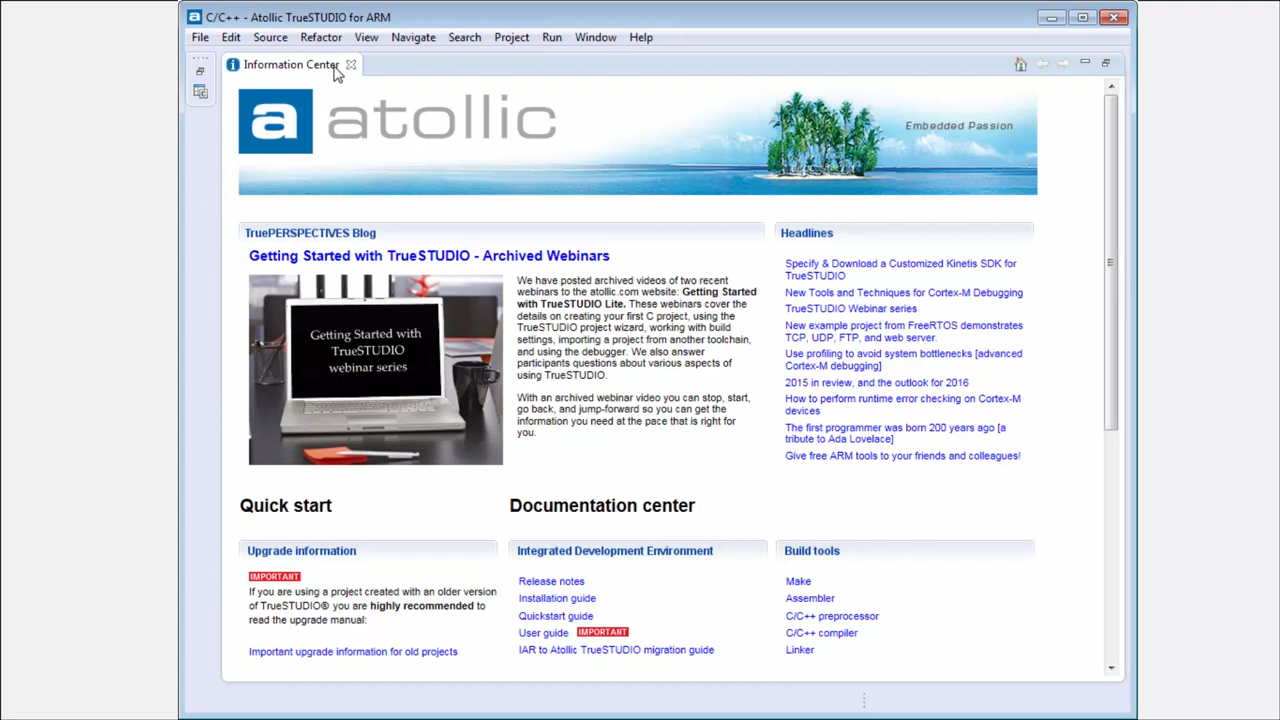 a C/C++ - Atollic TrueSTUDIO for ARM
File Edit Source Refactor View Navigate Search Project Run Window Help
Information Center
a atollic
Embedded Passion
TruePERSPECTIVES Blog
Getting Started with TrueSTUDIO - Archived Webinars
Getting Started with
TrueSTUDIO
webinar series
We have posted archived videos of two recent
webinars to the atollic.com website: Getting Started
with TrueSTUDIO Lite. These webinars cover the
details on creating your first C project, using the
TrueSTUDIO project wizard, working with build
settings, importing a project from another toolchain,
and using the debugger. We also answer
participants questions about various aspects of
using TrueSTUDIO.
With an archived webinar video you can stop, start,
go back, and jump-forward so you can get the
information you need at the pace that is right for
you.
Headlines
Specify & Download a Customized Kinetis SDK for
TrueSTUDIO
New Tools and Techniques for Cortex-M Debugging
TrueSTUDIO Webinar series
New example project from FreeRTOS demonstrates
TCP, UDP, FTP, and web server.
Use profiling to avoid system bottlenecks [advanced
Cortex-M debugging]
2015 in review, and the outlook for 2016
How to perform runtime error checking on Cortex-M
devices
The first programmer was born 200 years ago [a
tribute to Ada Lovelace]
Give free ARM tools to your friends and colleagues!
Quick start
Upgrade information
IMPORTANT
If you are using a project created with an older version
of TrueSTUDIO® you are highly recommended to
read the upgrade manual:
Important upgrade information for old projects
Documentation center
Integrated Development Environment
Release notes
Installation guide
Quickstart guide
User guide IMPORTANT
IAR to Atollic TrueSTUDIO migration guide
Build tools
Make
Assembler
C/C++ preprocessor
C/C++ compiler
Linker